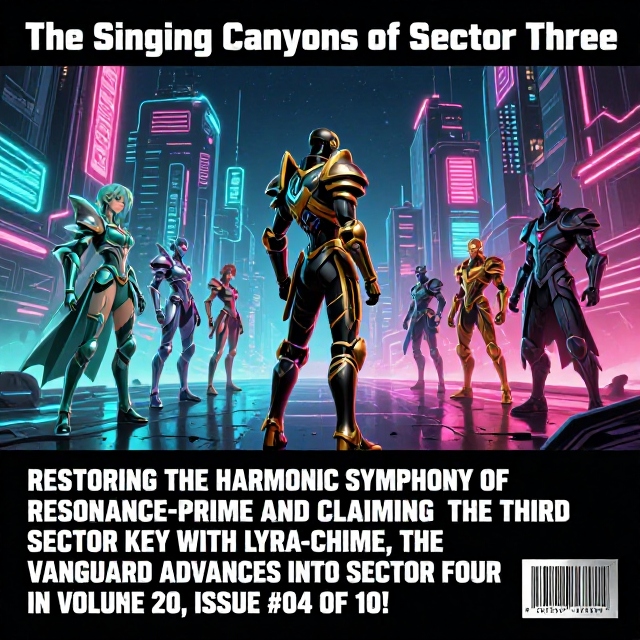 The Singing Canyons of Sector Three
RESTORING THE HARMONIC SYMPHONY OF
RESONANCE-PRIME AND CLAIMING THE THIRD
SECTOR KEY WITH LYRA-CHIME, THE
VANGUARD ADVANCES INTO SECTOR FOUR
IN VOLUME 20, ISSUE #04 OF 10!